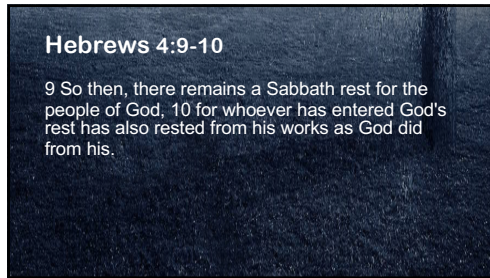 Hebrews 4:9-10
9 So then, there remains a Sabbath rest for the
people of God, 10 for whoever has entered God's
rest has also rested from his works as God did
from his.